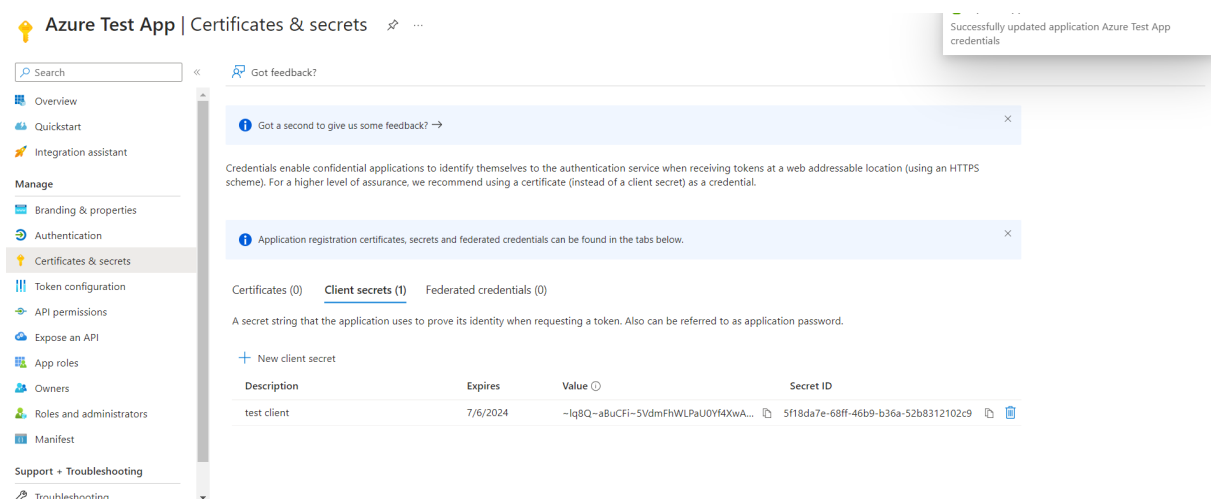 Azure Test App | Certificates & secrets
Successfully updated application Azure Test App
credentials
Search
Got feedback?
Overview
Quickstart
Integration assistant
Manage
Branding & properties
Authentication
Certificates & secrets
Token configuration
API permissions
Expose an API
App roles
Owners
Roles and administrators
Manifest
Support + Troubleshooting
Troubleshooting
Got a second to give us some feedback?
Credentials enable confidential applications to identify themselves to the authentication service when receiving tokens at a web addressable location (using an HTTPS
scheme). For a higher level of assurance, we recommend using a certificate (instead of a client secret) as a credential.
Application registration certificates, secrets and federated credentials can be found in the tabs below.
Certificates (0) Client secrets (1) Federated credentials (0)
A secret string that the application uses to prove its identity when requesting a token. Also can be referred to as application password.
New client secret
Description Expires Value Secret ID
test client 7/6/2024 ~lq8Q~aBuCFi~5VdmFhWLPaU0Yf4XwA... 5f18da7e-68ff-46b9-b36a-52b8312102c9